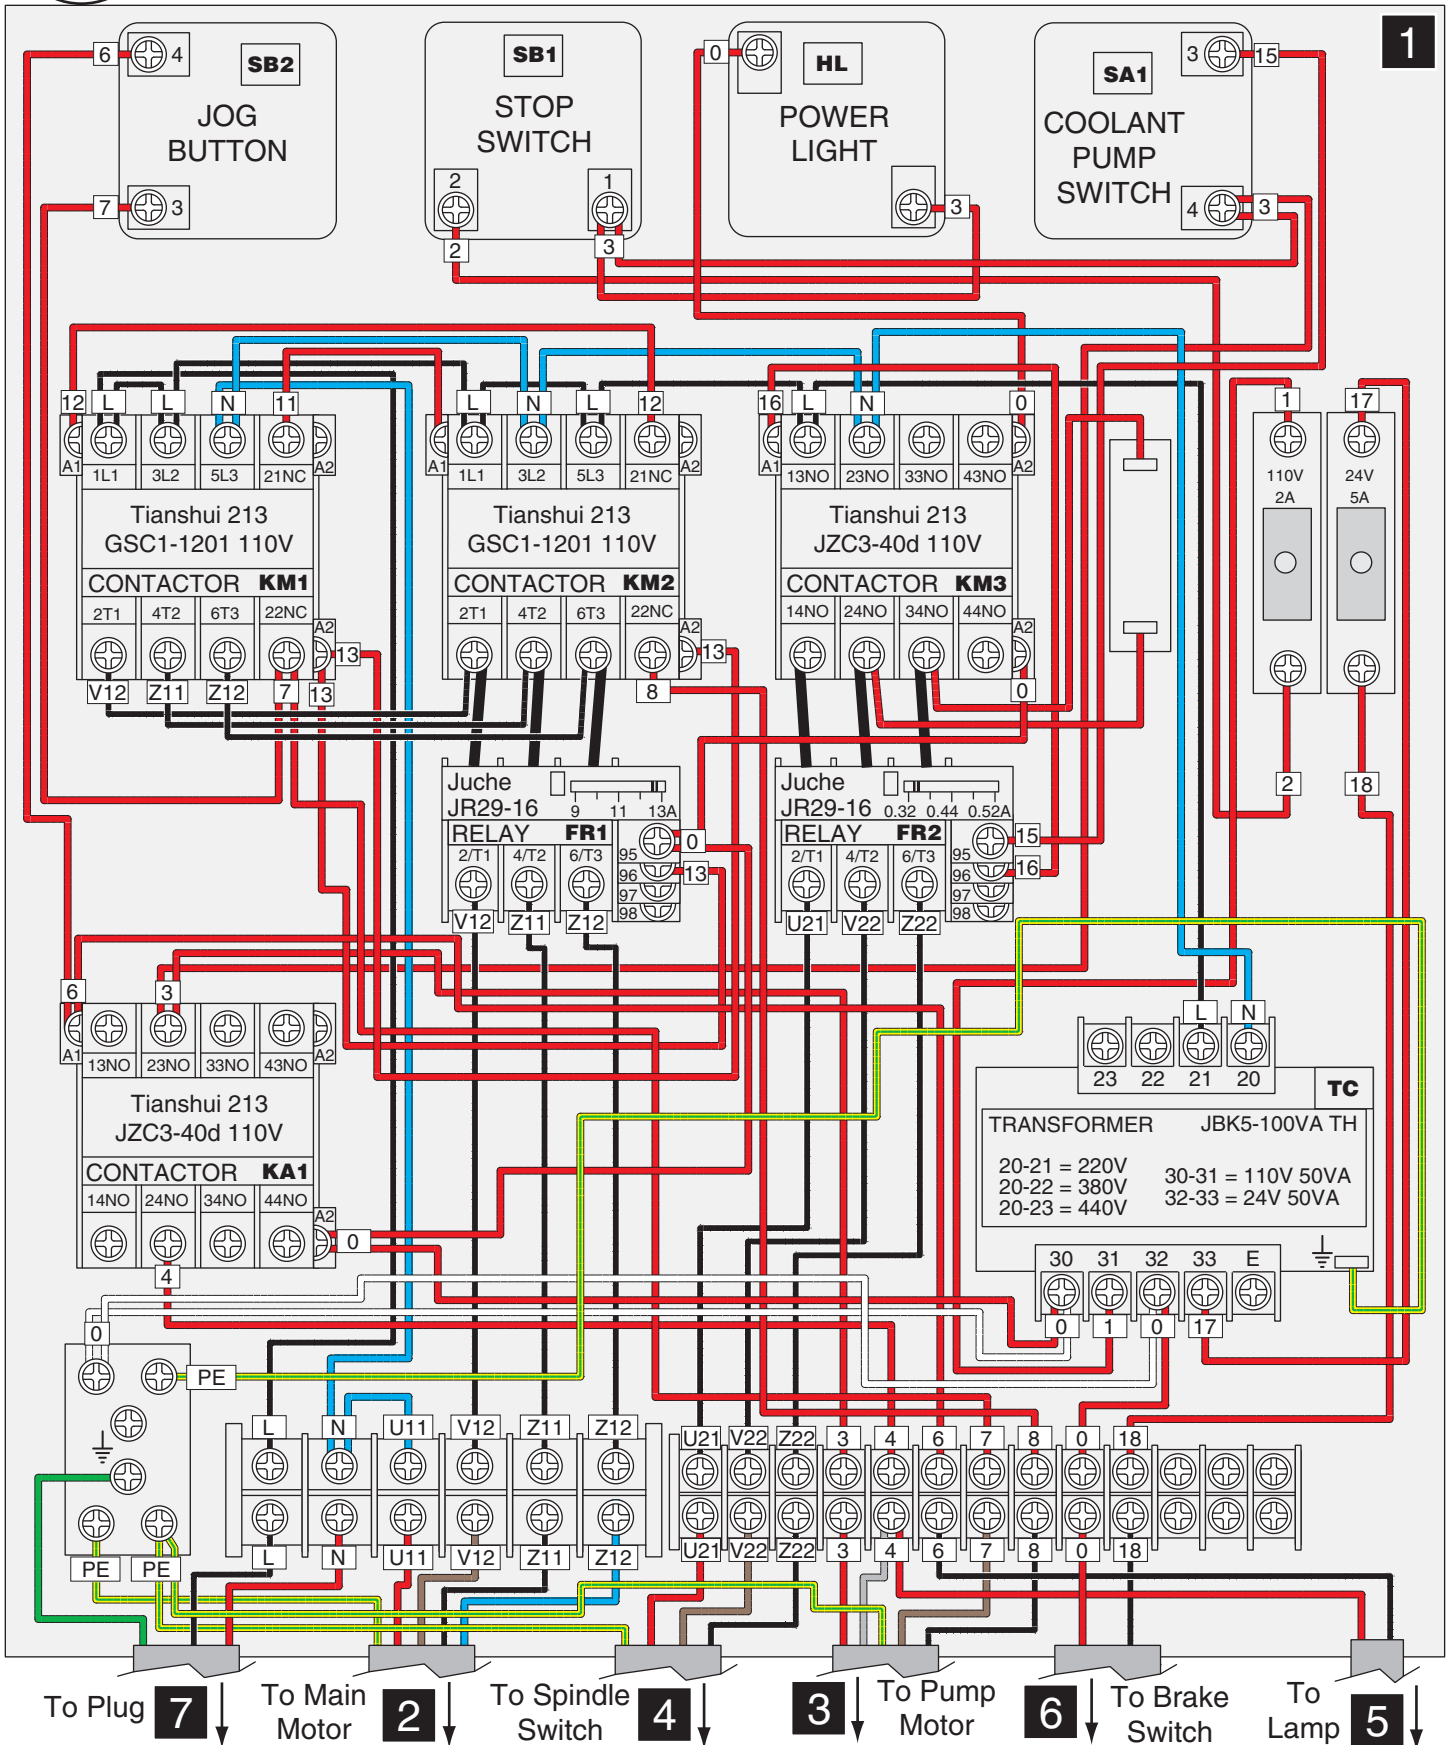 1
6
4
SB2
JOG
BUTTON
7
3
SB1
STOP
SWITCH
2
1
2
3
0
HL
POWER
LIGHT
3
3
15
SA1
COOLANT
PUMP
SWITCH
4
3
12 L L N 11
A1 A2
1L1 3L2 5L3 21NC
Tianshui 213
GSC1-1201 110V
CONTACTOR KM1
2T1 4T2 6T3 22NC
A2
13
V12 Z11 Z12 7 13
L N L 12
A1 A2
1L1 3L2 5L3 21NC
Tianshui 213
GSC1-1201 110V
CONTACTOR KM2
2T1 4T2 6T3 22NC
A2
13
8
16 L N 0
A1 A2
13NO 23NO 33NO 43NO
Tianshui 213
JZC3-40d 110V
CONTACTOR KM3
14NO 24NO 34NO 44NO
A2
0
1
110V
2A
2
17
24V
5A
18
Juche
JR29-16
9 11 13A
RELAY FR1
2/T1 4/T2 6/T3
95
96
97
98
0
13
V12 Z11 Z12
Juche
JR29-16
0.32 0.44 0.52A
RELAY FR2
2/T1 4/T2 6/T3
95
96
97
98
15
16
U21 V22 Z22
6 3
A1 A2
13NO 23NO 33NO 43NO
Tianshui 213
JZC3-40d 110V
CONTACTOR KA1
14NO 24NO 34NO 44NO
A2
0
4
L N
23 22 21 20
TC
TRANSFORMER JBK5-100VA TH
20-21 = 220V
20-22 = 380V
20-23 = 440V
30-31 = 110V 50VA
32-33 = 24V 50VA
30 31 32 33 E
0 1 0 17
0
PE
PE PE
L N U11 V12 Z11 Z12
L N U11 V12 Z11 Z12
U21 V22 Z22 3 4 6 7 8 0 18
U21 V22 Z22 3 4 6 7 8 0 18
To Plug 7
To Main
Motor
2
To Spindle
Switch
4
3
To Pump
Motor
6
To Brake
Switch
To
Lamp
5